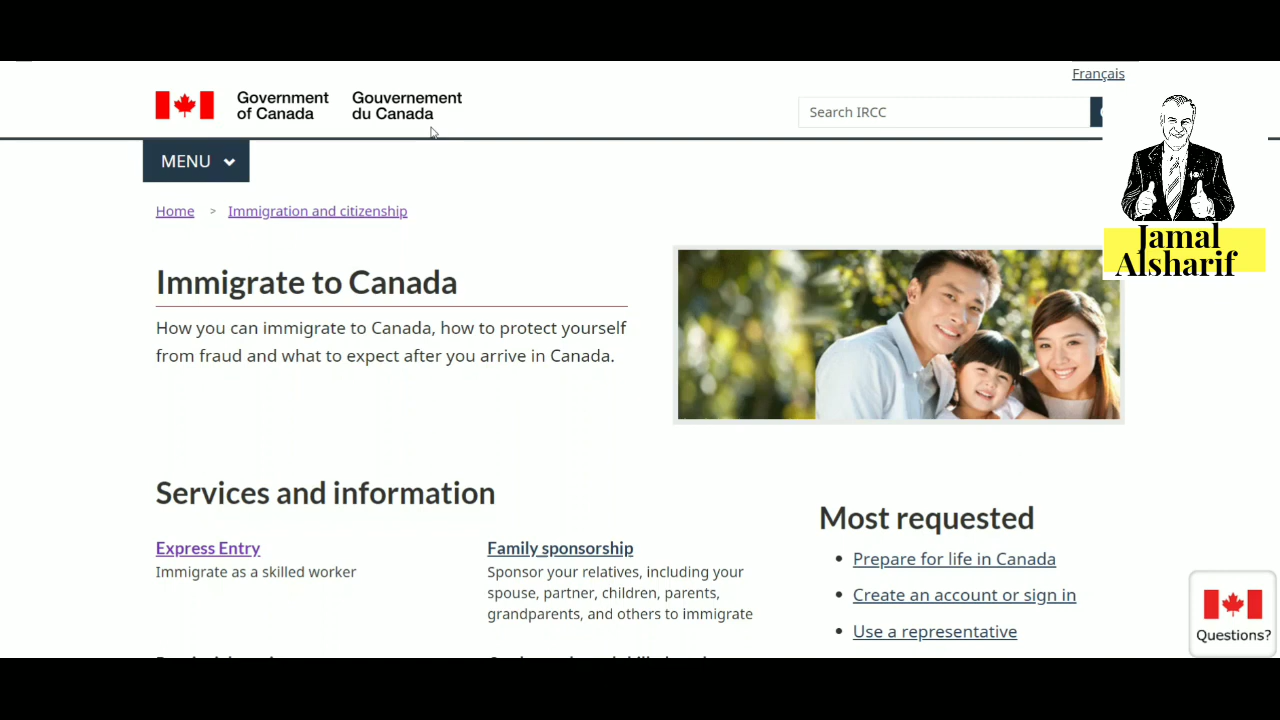 Français
Government
of Canada
Gouvernement
du Canada
Search IRCC
MENU
Home > Immigration and citizenship
Jamal
Alsharif
Immigrate to Canada
How you can immigrate to Canada, how to protect yourself
from fraud and what to expect after you arrive in Canada.
Services and information
Express Entry
Immigrate as a skilled worker
Family sponsorship
Sponsor your relatives, including your
spouse, partner, children, parents,
grandparents, and others to immigrate
Most requested
Prepare for life in Canada
Create an account or sign in
Use a representative
Questions?